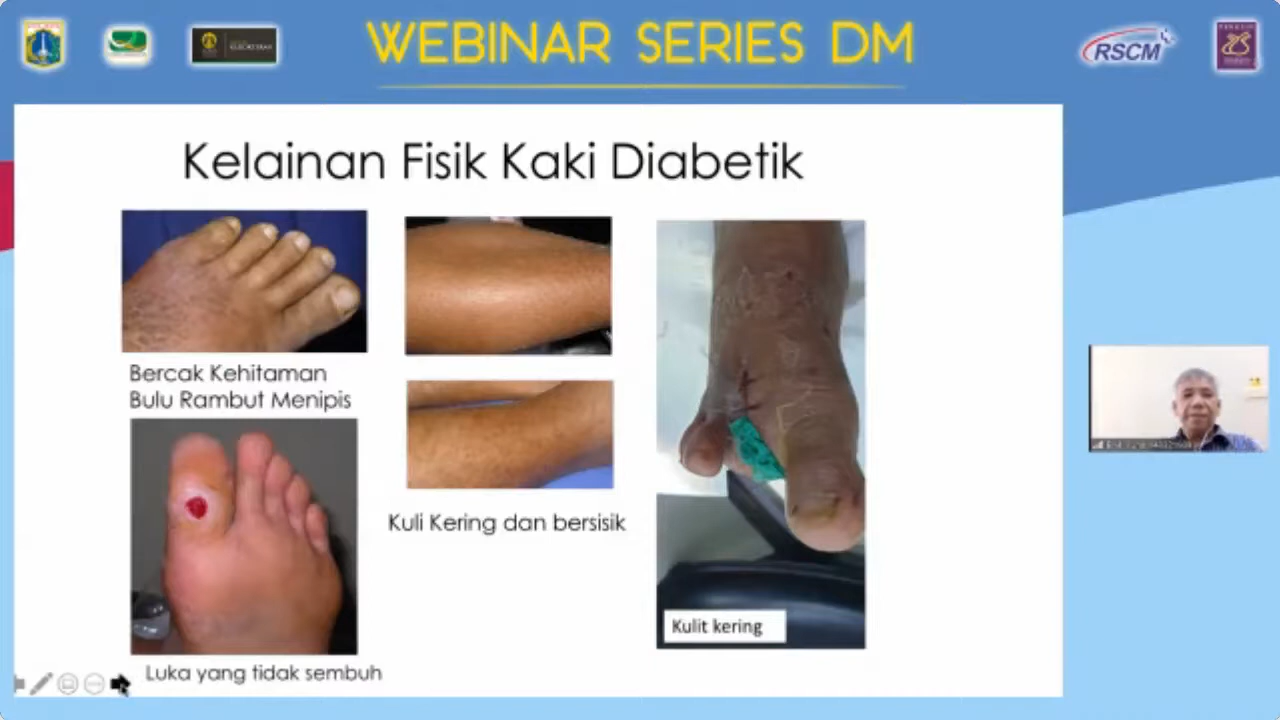 WEBINAR SERIES DM
RSCM
Kelainan Fisik Kaki Diabetik
Bercak Kehitaman
Bulu Rambut Menipis
Kuli Kering dan bersisik
Kulit kering
Luka yang tidak sembuh